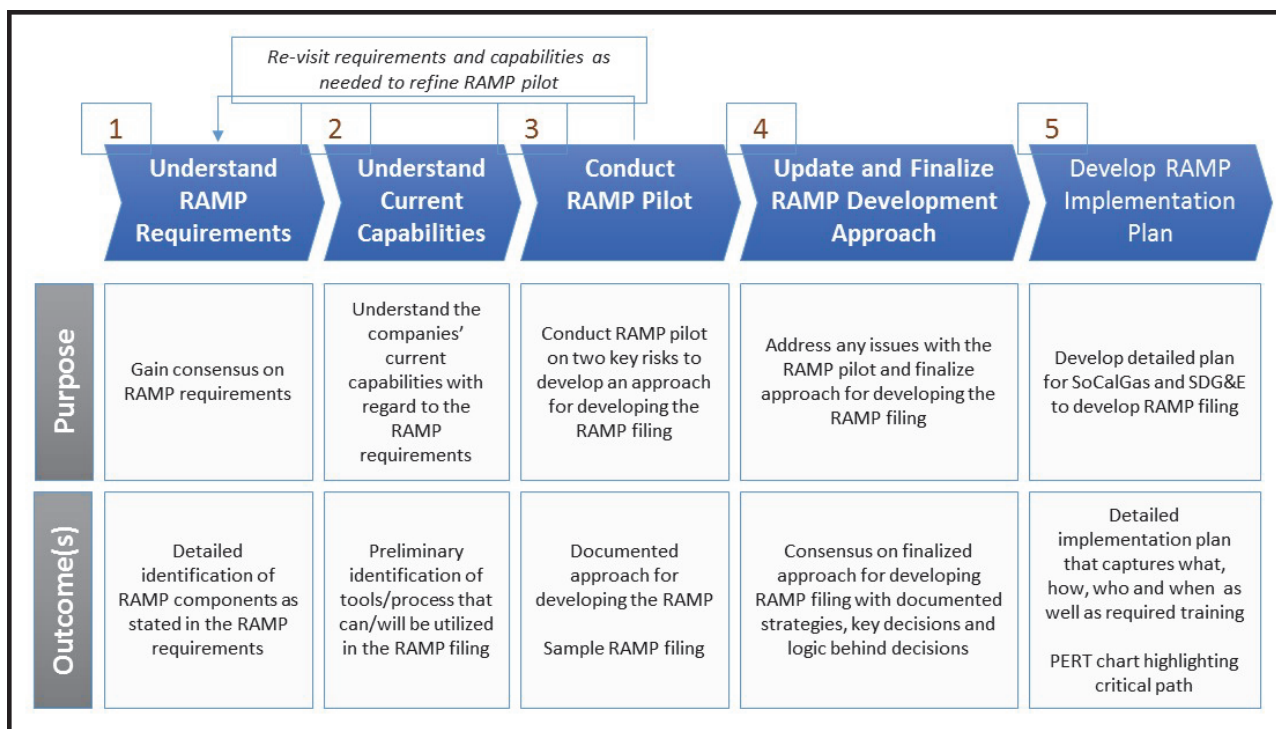 Re-visit requirements and capabilities as
needed to refine RAMP pilot
1
2
3
4
5
Understand
RAMP
Requirements
Understand
Current
Capabilities
Conduct
RAMP Pilot
Update and Finalize
RAMP Development
Approach
Develop RAMP
Implementation
Plan
Purpose
Gain consensus on
RAMP requirements
Understand the
companies’
current
capabilities with
regard to the
RAMP
requirements
Conduct RAMP pilot
on two key risks to
develop an approach
for developing the
RAMP filing
Address any issues with the
RAMP pilot and finalize
approach for developing the
RAMP filing
Develop detailed plan
for SoCalGas and SDG&E
to develop RAMP filing
Outcome(s)
Detailed
identification of
RAMP components as
stated in the RAMP
requirements
Preliminary
identification of
tools/process that
can/will be utilized
in the RAMP filing
Documented
approach for
developing the RAMP
Sample RAMP filing
Consensus on finalized
approach for developing
RAMP filing with documented
strategies, key decisions and
logic behind decisions
Detailed
implementation plan
that captures what,
how, who and when as
well as required training
PERT chart highlighting
critical path